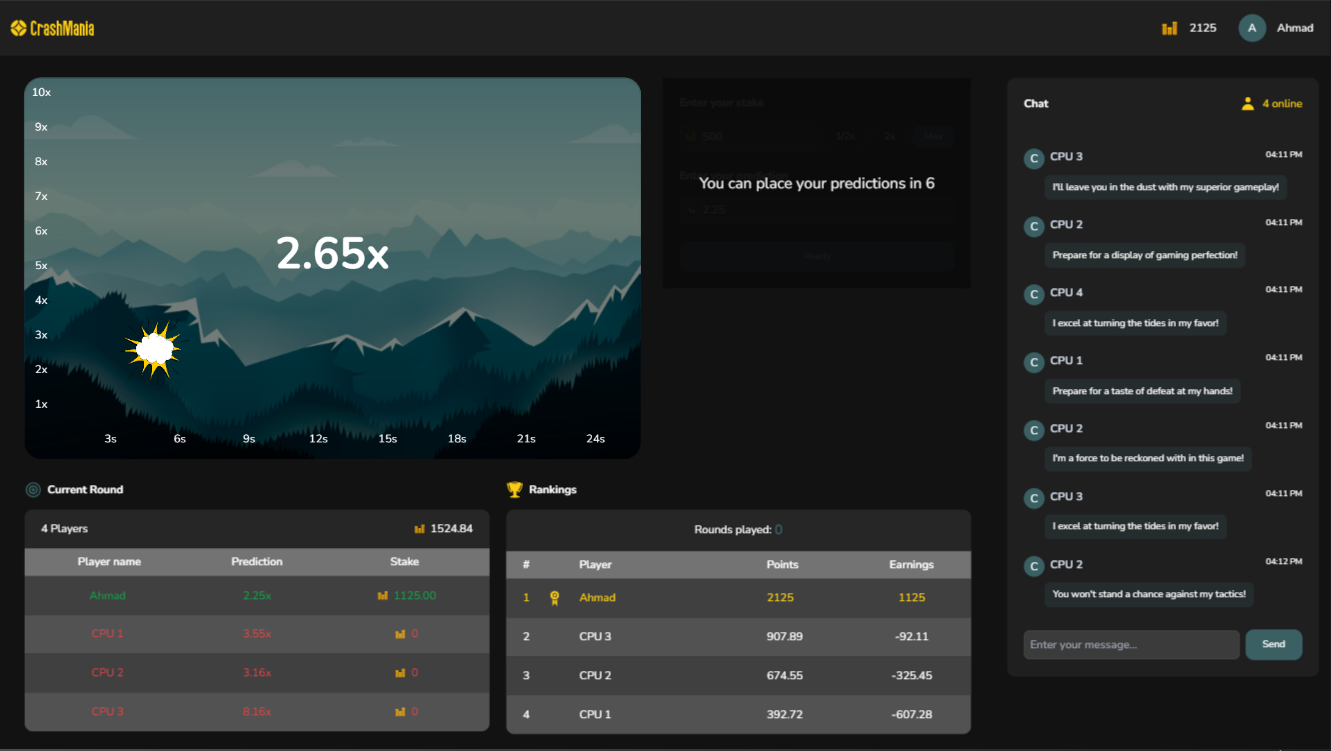 CrashMania
2125
A
Ahmad
10x
9x
8x
7x
6x
5x
4x
3x
2x
1x
2.65x
3s
6s
9s
12s
15s
18s
21s
24s
Enter your stake
500
1/2x
2x
Max
You can place your predictions in 6
2.25
Ready
Chat
4 online
C
CPU 3
04:11 PM
I'll leave you in the dust with my superior gameplay!
C
CPU 2
04:11 PM
Prepare for a display of gaming perfection!
C
CPU 4
04:11 PM
I excel at turning the tides in my favor!
C
CPU 1
04:11 PM
Prepare for a taste of defeat at my hands!
C
CPU 2
04:11 PM
I'm a force to be reckoned with in this game!
C
CPU 3
04:11 PM
I excel at turning the tides in my favor!
C
CPU 2
04:12 PM
You won't stand a chance against my tactics!
Enter your message...
Send
Current Round
4 Players
1524.84
Player name Prediction Stake
Ahmad 2.25x 1125.00
CPU 1 3.55x 0
CPU 2 3.16x 0
CPU 3 8.16x 0
Rankings
Rounds played: 0
# Player Points Earnings
1 Ahmad 2125 1125
2 CPU 3 907.89 -92.11
3 CPU 2 674.55 -325.45
4 CPU 1 392.72 -607.28